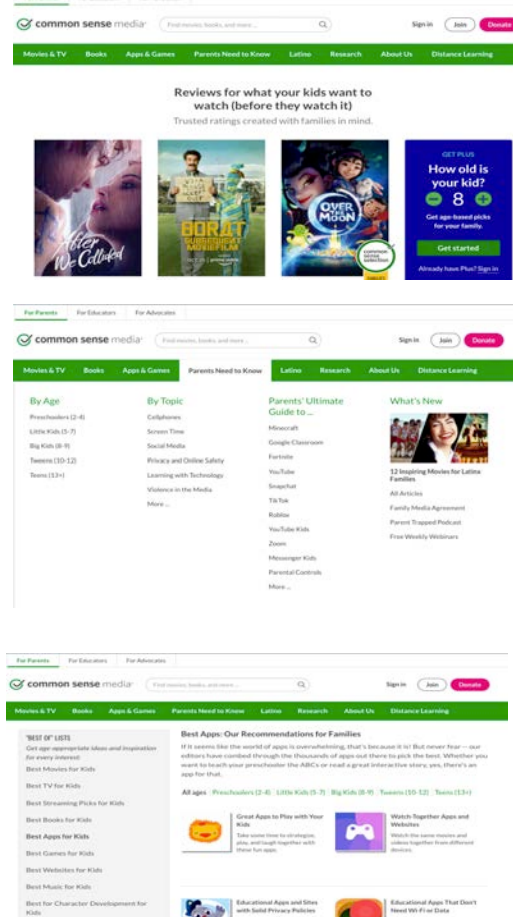 common sense media
Find movies, books, and more ...
Sign in
Join
Donate
Movies & TV Books Apps & Games Parents Need to Know Latino Research About Us Distance Learning
Reviews for what your kids want to
watch (before they watch it)
Trusted ratings created with families in mind.
After
We Collided
BORAT
SUBSEQUENT
MOVIEFILM
OVER
THE
MOON
common
sense
selection
GET PLUS
How old is
your kid?
8
Get age-based picks
for your family.
Get started
Already have Plus? Sign in
For Parents For Educators For Advocates
common sense media
Find movies, books, and more ...
Sign in
Join
Donate
Movies & TV Books Apps & Games Parents Need to Know Latino Research About Us Distance Learning
By Age
Preschoolers (2-4)
Little Kids (5-7)
Big Kids (8-9)
Tweens (10-12)
Teens (13+)
By Topic
Cellphones
Screen Time
Social Media
Privacy and Online Safety
Learning with Technology
Violence in the Media
More ...
Parents' Ultimate
Guide to ...
Minecraft
Google Classroom
Fortnite
YouTube
Snapchat
TikTok
Roblox
YouTube Kids
Zoom
Messenger Kids
Parental Controls
More ...
What's New
12 Inspiring Movies for Latinx
Families
All Articles
Family Media Agreement
Parent Trapped Podcast
Free Weekly Webinars
For Parents For Educators For Advocates
common sense media
Find movies, books, and more ...
Sign in
Join
Donate
Movies & TV Books Apps & Games Parents Need to Know Latino Research About Us Distance Learning
"BEST OF" LISTS
Get age-appropriate ideas and inspiration
for every interest:
Best Movies for Kids
Best TV for Kids
Best Streaming Picks for Kids
Best Books for Kids
Best Apps for Kids
Best Games for Kids
Best Websites for Kids
Best Music for Kids
Best for Character Development for
Kids
Best Apps: Our Recommendations for Families
If it seems like the world of apps is overwhelming, that's because it is! But never fear -- our
editors have combed through the thousands of apps out there to pick the best. Whether you
want to teach your preschooler the ABCs or read a great interactive story, yes, there's an
app for that.
All ages Preschoolers (2-4) Little Kids (5-7) Big Kids (8-9) Tweens (10-12) Teens (13+)
Great Apps to Play with Your
Kids
Take some time to strategize,
play, and laugh together with
these fun apps.
Watch Together Apps and
Websites
Watch the same movies and
videos together from different
devices.
Educational Apps and Sites
with Solid Privacy Policies
Educational Apps That Don't
Need Wi-Fi or Data